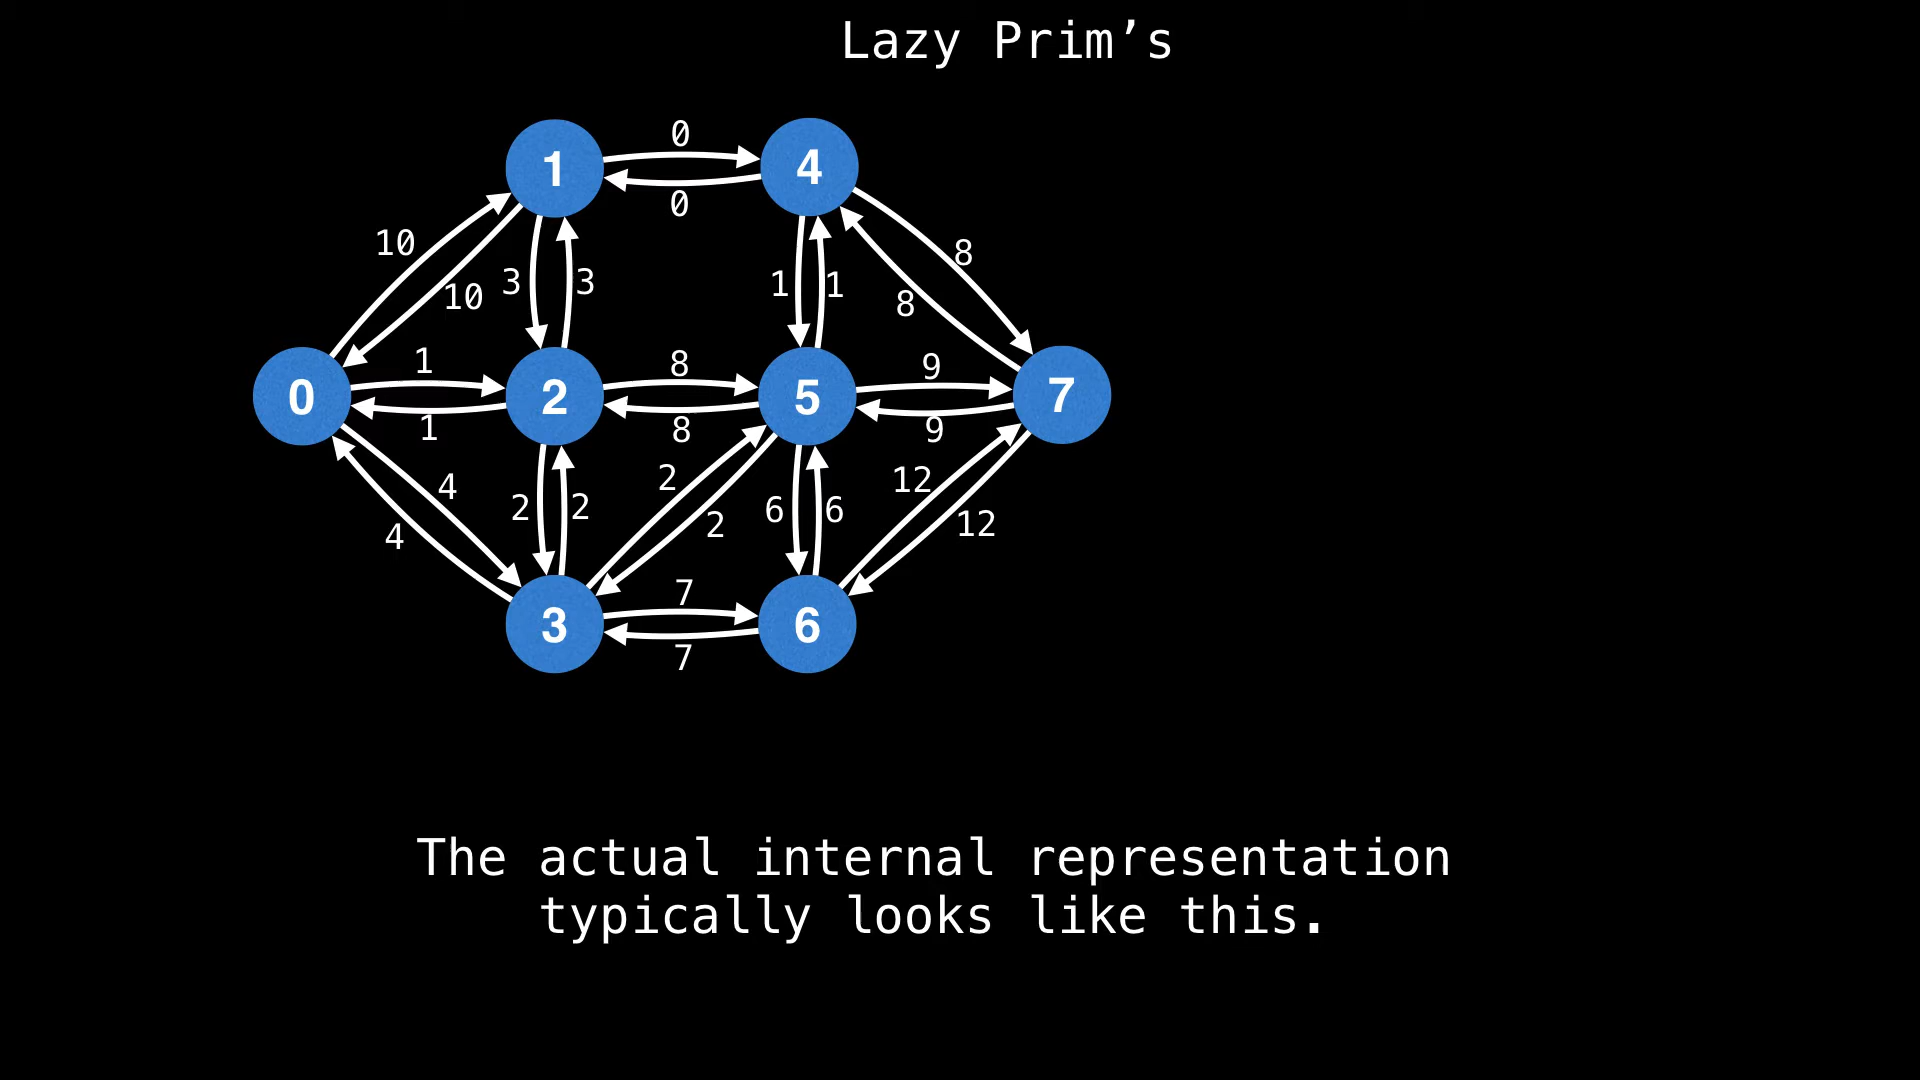 Lazy Prim’s
0
1 4
0
10 8
10 3 3 1 1 8
1 8 9
0 2 5 7
1 8 9
4 2 12
4 2 2 2 6 6 12
7
3 6
7
The actual internal representation
typically looks like this.